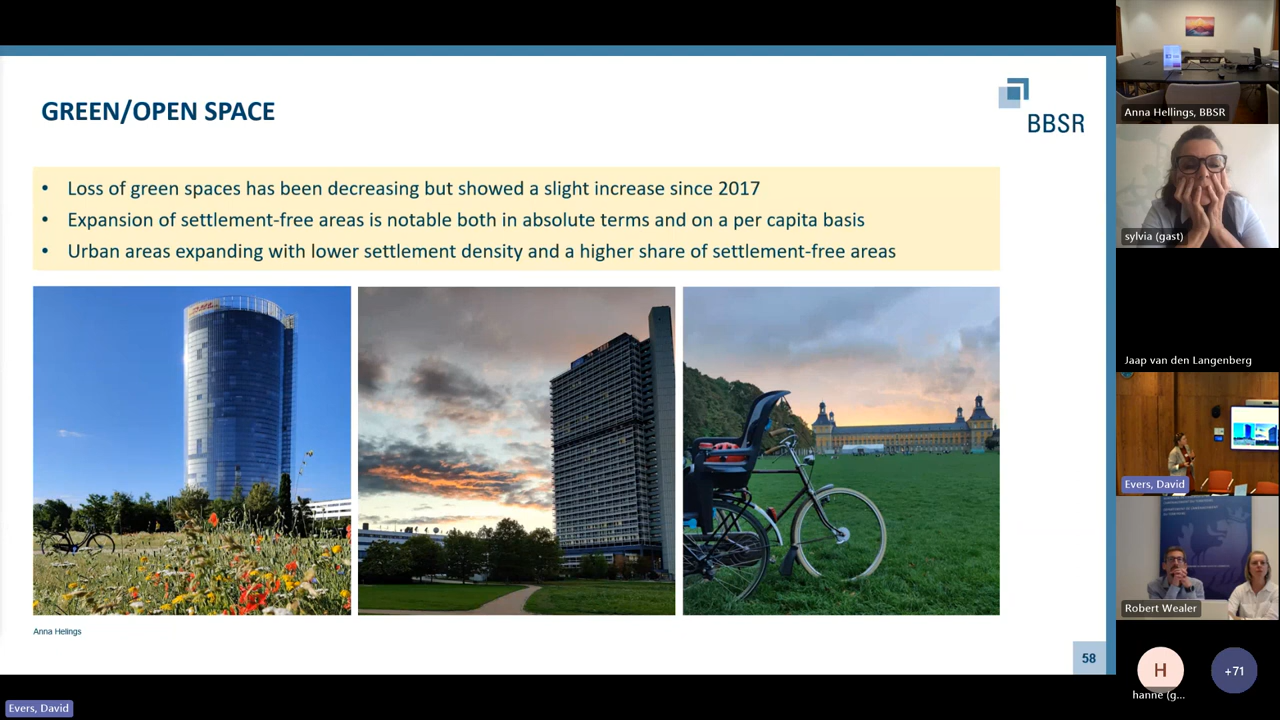 GREEN/OPEN SPACE
BBSR
• Loss of green spaces has been decreasing but showed a slight increase since 2017
• Expansion of settlement-free areas is notable both in absolute terms and on a per capita basis
• Urban areas expanding with lower settlement density and a higher share of settlement-free areas
Anna Helings
58
Evers, David
Anna Hellings, BBSR
sylvia (gast)
Jaap van den Langenberg
Evers, David
Robert Wealer
H
hanne (g...
+71